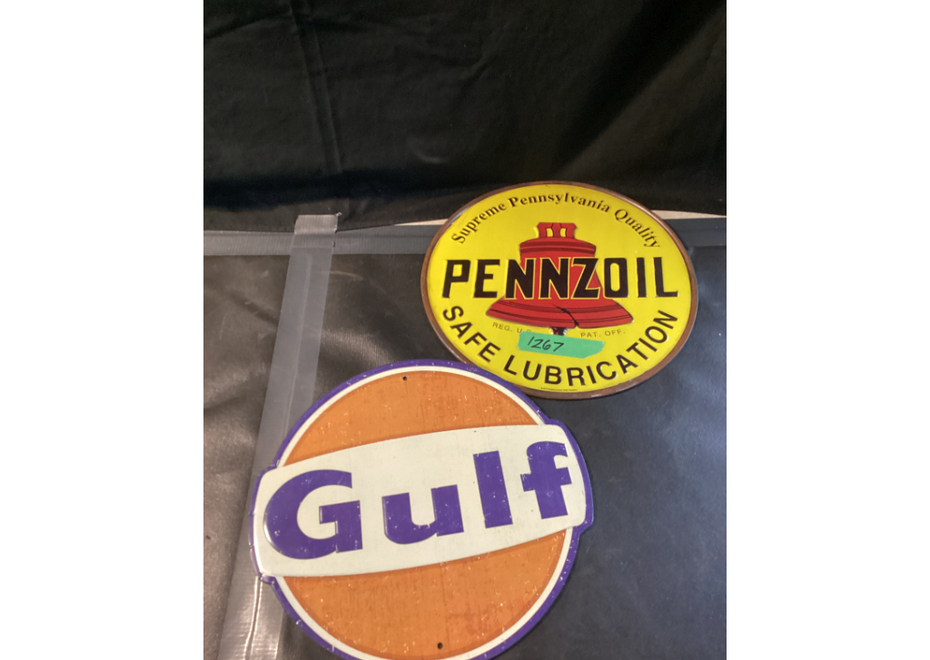 Supreme Pennsylvania Quality
PENNZOIL
REG. U.S. PAT. OFF.
1267
SAFE LUBRICATION
Gulf